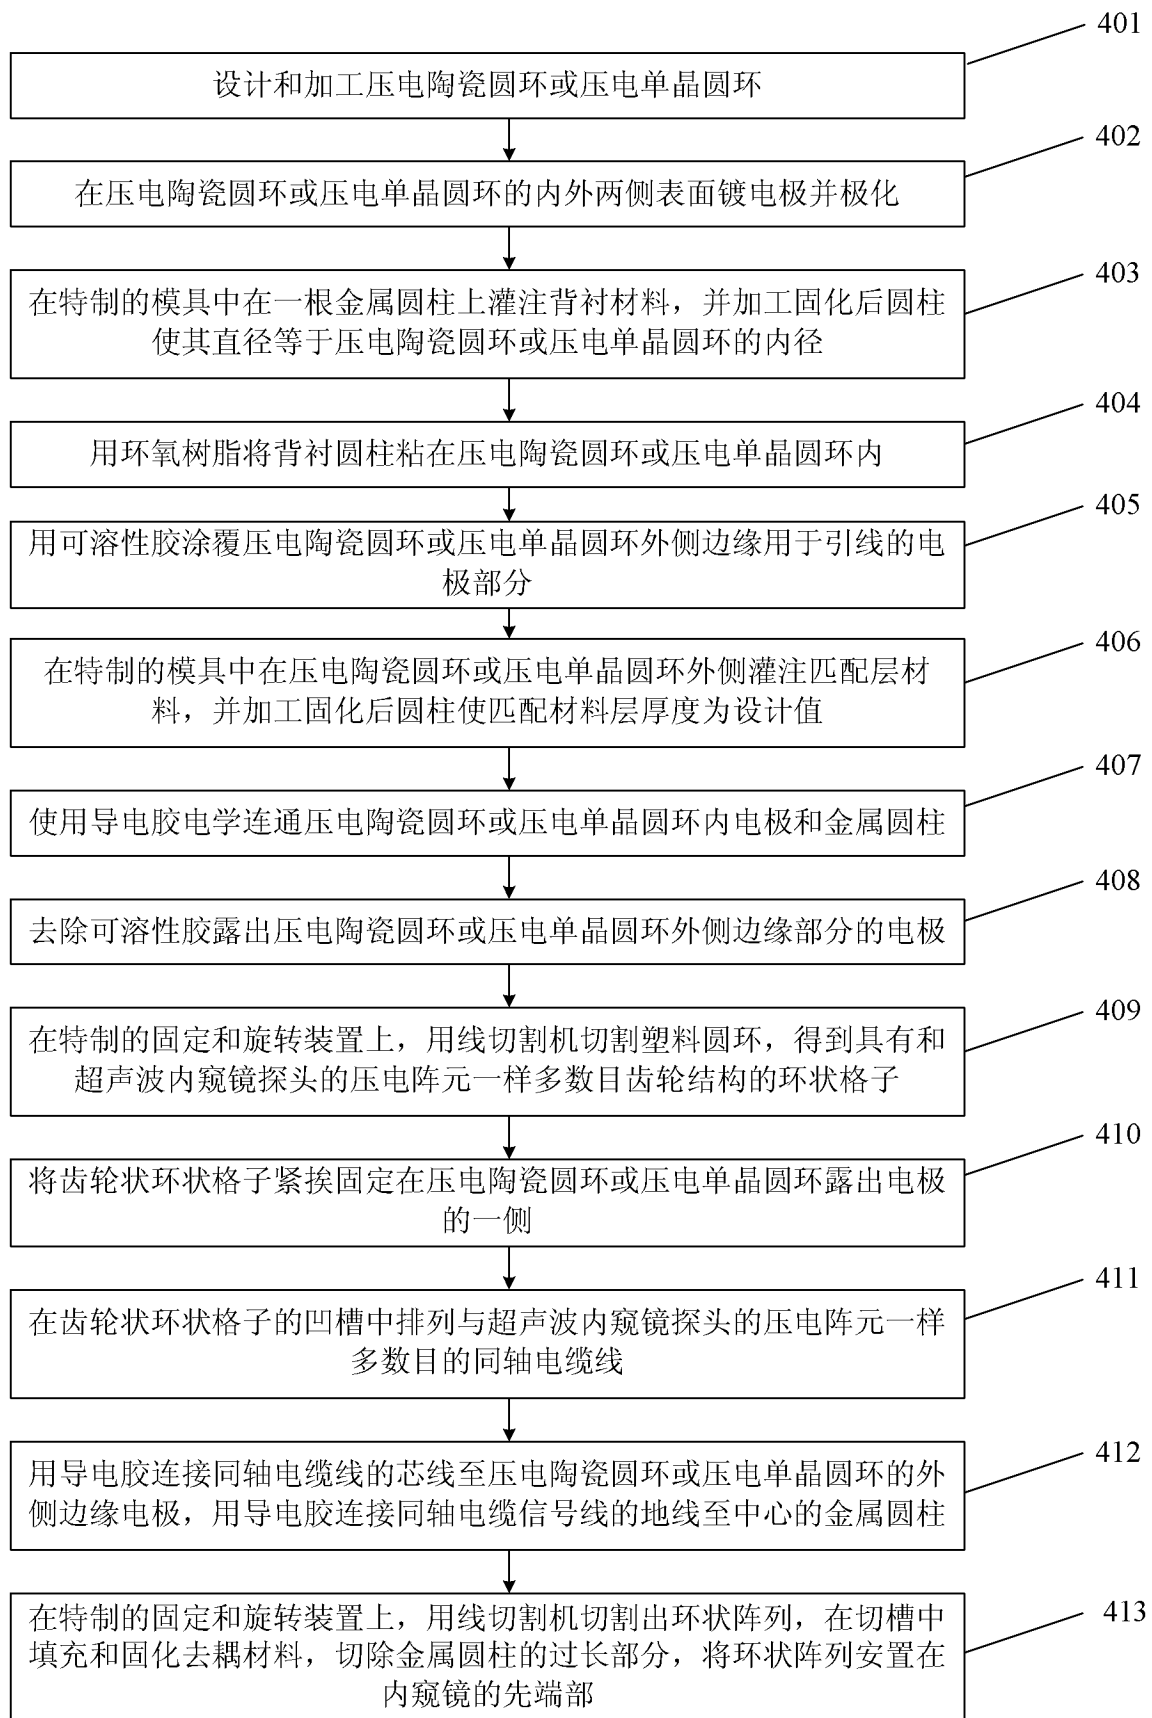 401
设计和加工压电陶瓷圆环或压电单晶圆环
402
在压电陶瓷圆环或压电单晶圆环的内外两侧表面镀电极并极化
403
在特制的模具中在一根金属圆柱上灌注背衬材料，并加工固化后圆柱
使其直径等于压电陶瓷圆环或压电单晶圆环的内径
404
用环氧树脂将背衬圆柱粘在压电陶瓷圆环或压电单晶圆环内
405
用可溶性胶涂覆压电陶瓷圆环或压电单晶圆环外侧边缘用于引线的电
极部分
406
在特制的模具中在压电陶瓷圆环或压电单晶圆环外侧灌注匹配层材
料，并加工固化后圆柱使匹配材料层厚度为设计值
407
使用导电胶电学连通压电陶瓷圆环或压电单晶圆环内电极和金属圆柱
408
去除可溶性胶露出压电陶瓷圆环或压电单晶圆环外侧边缘部分的电极
409
在特制的固定和旋转装置上，用线切割机切割塑料圆环，得到具有和
超声波内窥镜探头的压电阵元一样多数目齿轮结构的环状格子
410
将齿轮状环状格子紧挨固定在压电陶瓷圆环或压电单晶圆环露出电极
的一侧
411
在齿轮状环状格子的凹槽中排列与超声波内窥镜探头的压电阵元一样
多数目的同轴电缆线
412
用导电胶连接同轴电缆线的芯线至压电陶瓷圆环或压电单晶圆环的外
侧边缘电极，用导电胶连接同轴电缆信号线的地线至中心的金属圆柱
413
在特制的固定和旋转装置上，用线切割机切割出环状阵列，在切槽中
填充和固化去耦材料，切除金属圆柱的过长部分，将环状阵列安置在
内窥镜的先端部